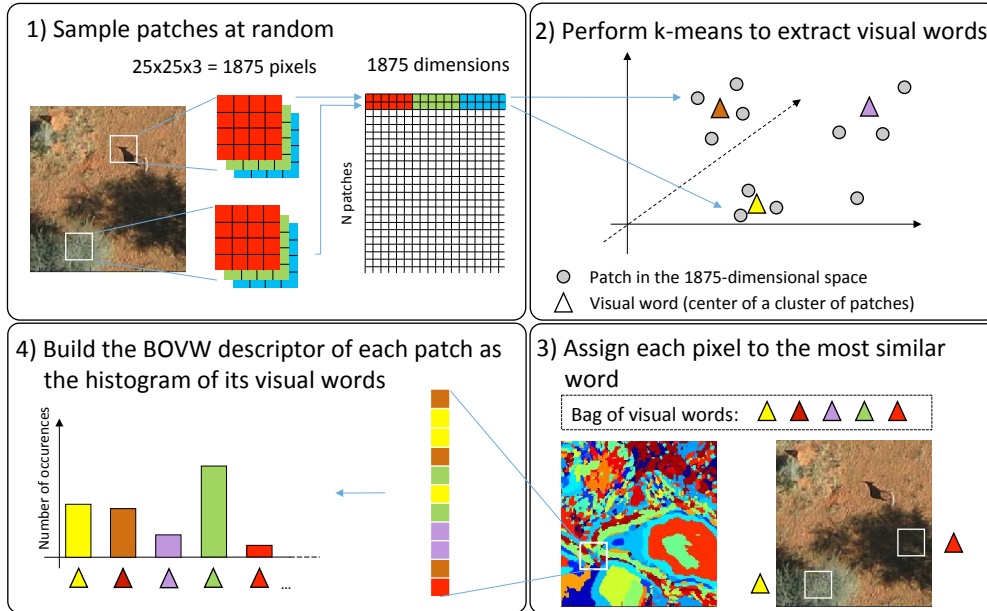 1) Sample patches at random
25x25x3 = 1875 pixels
1875 dimensions
N patches
2) Perform k-means to extract visual words
Patch in the 1875-dimensional space
Visual word (center of a cluster of patches)
4) Build the BOVW descriptor of each patch as
the histogram of its visual words
Number of occurences
...
3) Assign each pixel to the most similar
word
Bag of visual words: